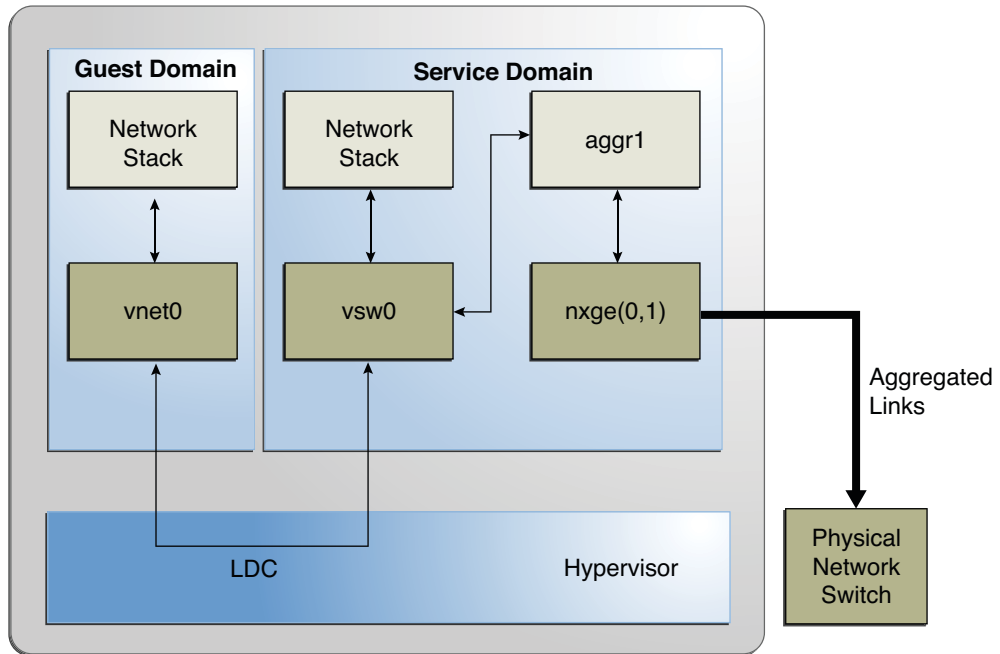 Guest Domain
Network
Stack
vnet0
Service Domain
Network
Stack
aggr1
vsw0
nxge(0,1)
Aggregated
Links
LDC
Hypervisor
Physical
Network
Switch